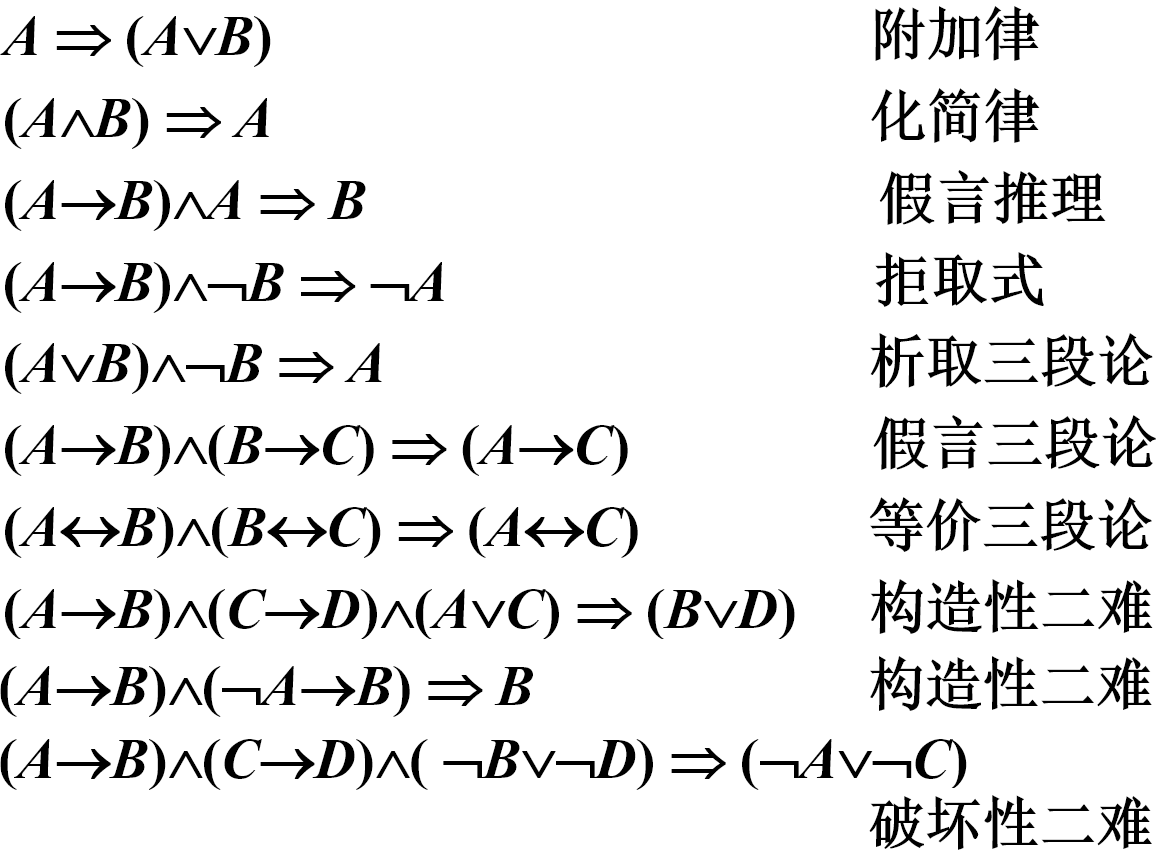 A ⇒ (A∨B) 附加律
(A∧B) ⇒ A 化简律
(A→B)∧A ⇒ B 假言推理
(A→B)∧¬B ⇒ ¬A 拒取式
(A∨B)∧¬B ⇒ A 析取三段论
(A→B)∧(B→C) ⇒ (A→C) 假言三段论
(A↔B)∧(B↔C) ⇒ (A↔C) 等价三段论
(A→B)∧(C→D)∧(A∨C) ⇒ (B∨D) 构造性二难
(A→B)∧(¬A→B) ⇒ B 构造性二难
(A→B)∧(C→D)∧( ¬B∨¬D) ⇒ (¬A∨¬C)
破坏性二难